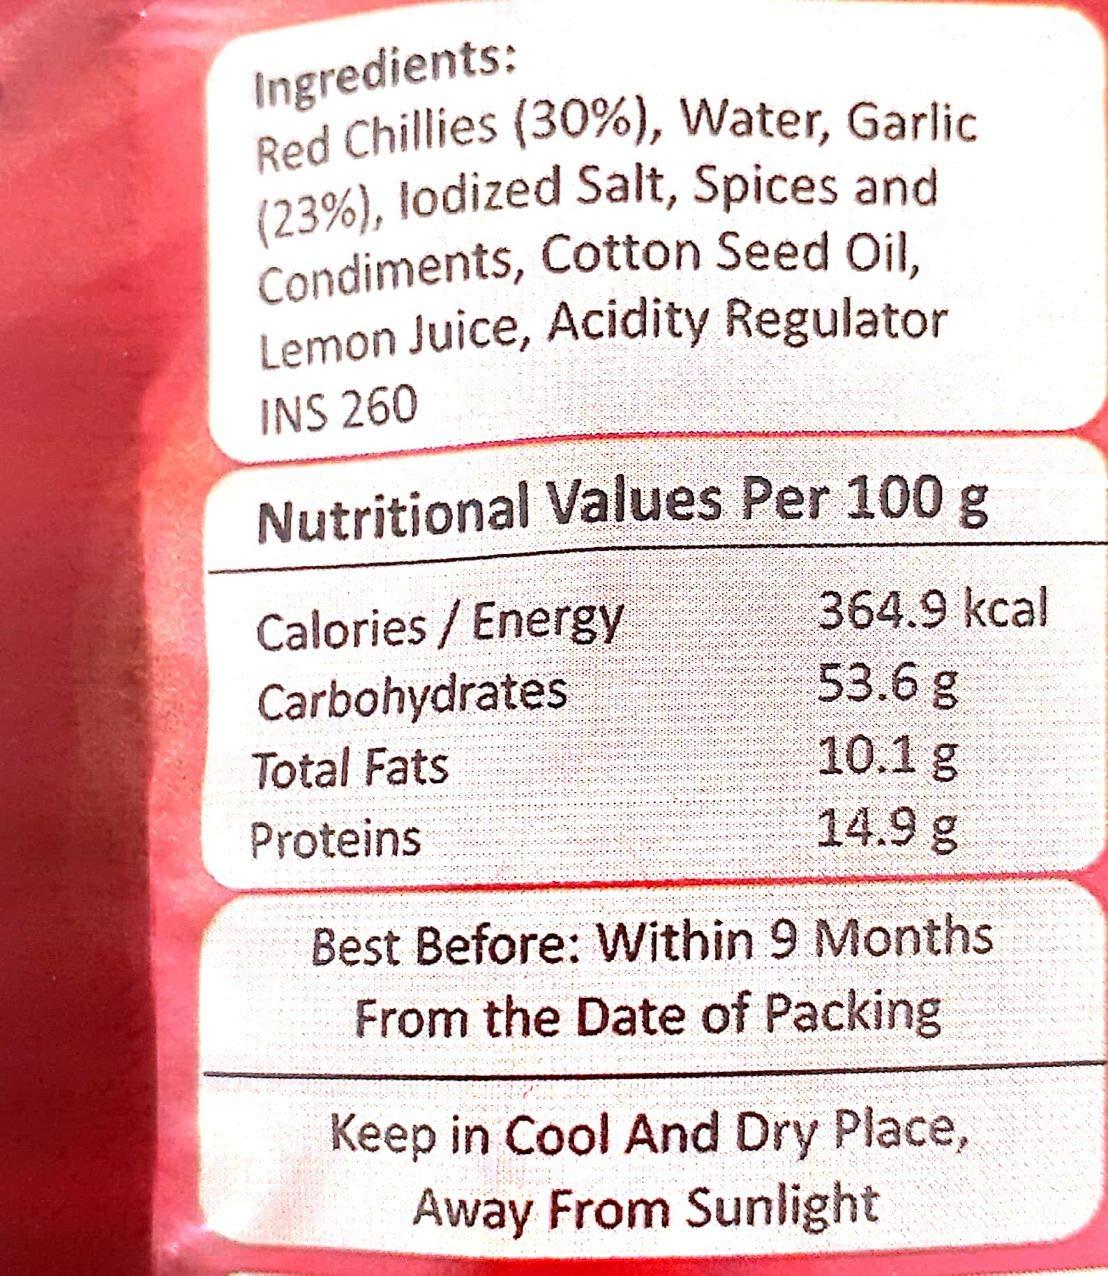 Ingredients:
Red Chillies (30%), Water, Garlic
(23%), Iodized Salt, Spices and
Condiments, Cotton Seed Oil,
Lemon Juice, Acidity Regulator
INS 260
Nutritional Values Per 100 g
Calories / Energy 364.9 kcal
Carbohydrates 53.6 g
Total Fats 10.1 g
Proteins 14.9 g
Best Before: Within 9 Months
From the Date of Packing
Keep in Cool And Dry Place,
Away From Sunlight